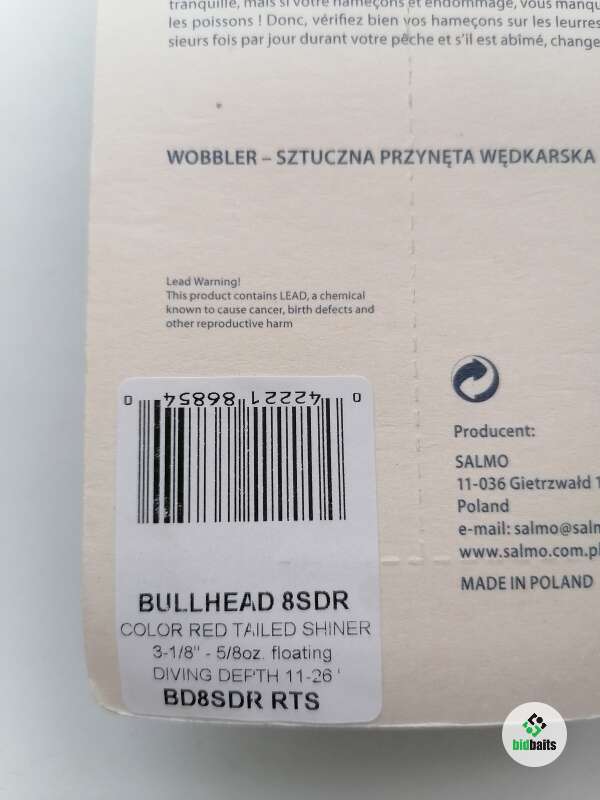 tranquille, mais si votre hameçons et endommagé, vous manqu
les poissons ! Donc, vérifiez bien vos hameçons sur les leurres
sieurs fois par jour durant votre pêche et s'il est abîmé, change
WOBBLER – SZTUCZNA PRZYNĘTA WĘDKARSKA
Lead Warning!
This product contains LEAD, a chemical
known to cause cancer, birth defects and
other reproductive harm
0 42221 86854 0
BULLHEAD 8SDR
COLOR RED TAILED SHINER
3-1/8" - 5/8oz. floating
DIVING DEPTH 11-26 '
BD8SDR RTS
Producent:
SALMO
11-036 Gietrzwałd 1
Poland
e-mail: salmo@saln
www.salmo.com.pl
MADE IN POLAND
bidbaits